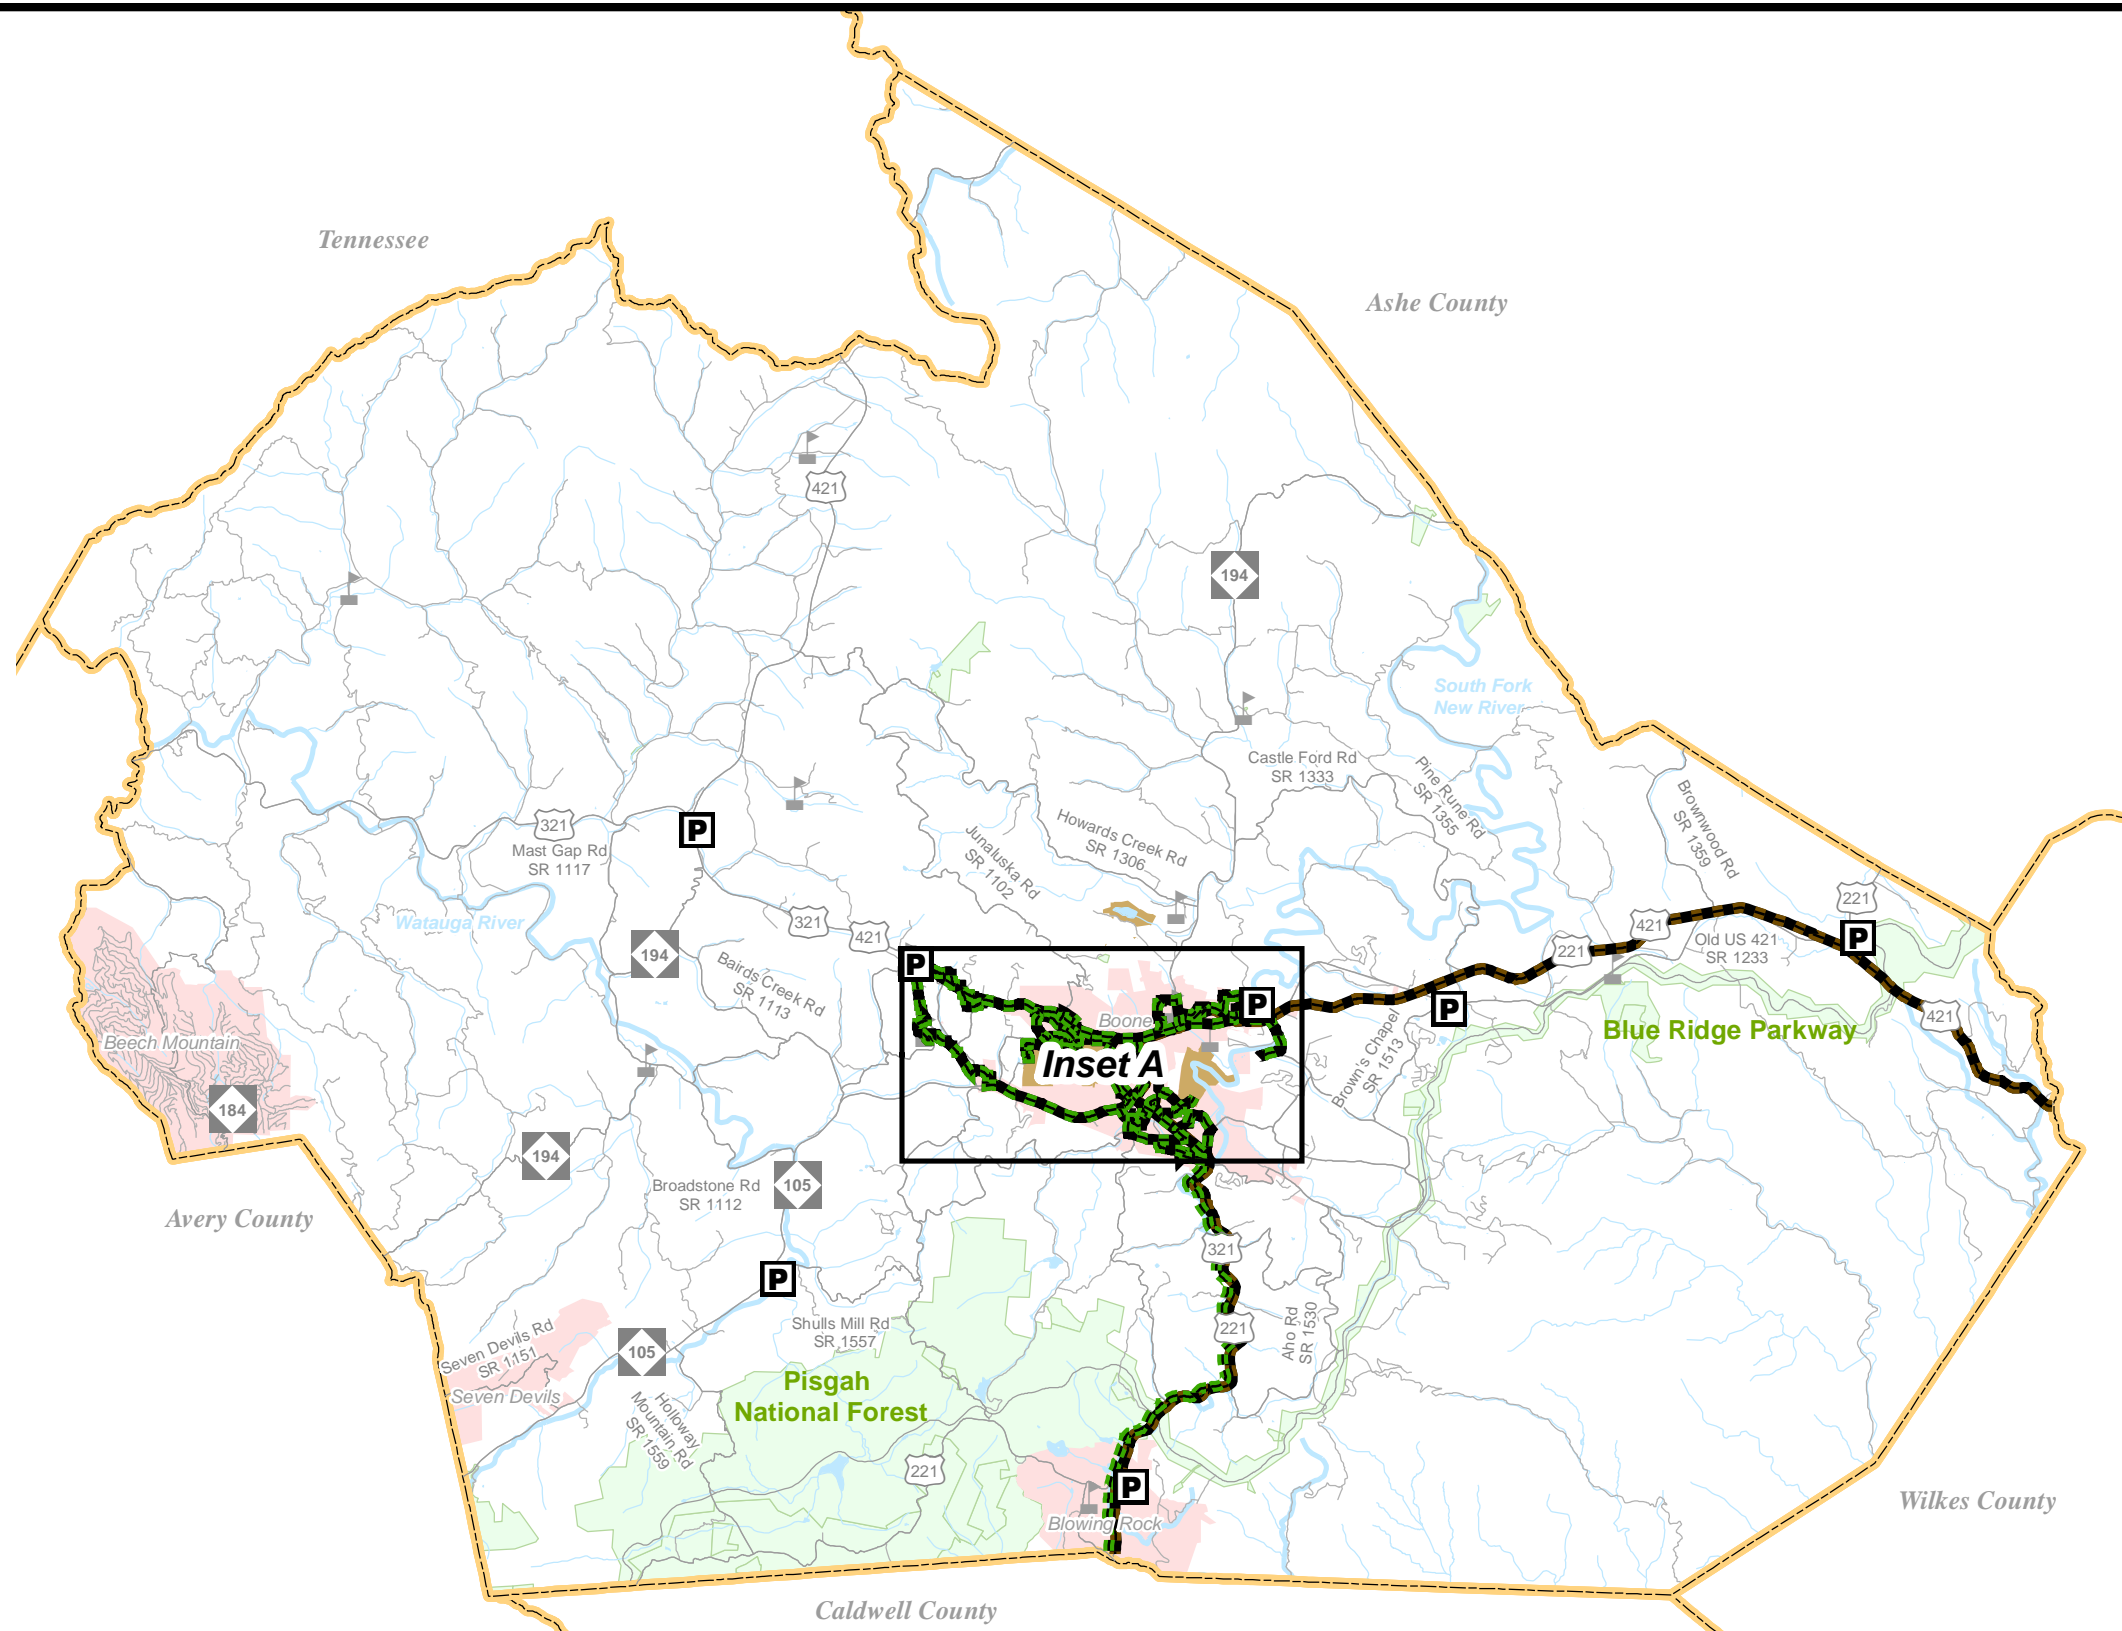 Tennessee
Ashe County
421
194
South Fork
New River
Castle Ford Rd
SR 1333
Pine Rune Rd
SR 1355
Brownwood Rd
SR 1359
321
Mast Gap Rd
SR 1117
P
Howards Creek Rd
SR 1306
Junaluska Rd
SR 1102
Watauga River
321
421
194
Bairds Creek Rd
SR 1113
P
221
421
221
P
Old US 421
SR 1233
P
P
421
Boone
Inset A
Blue Ridge Parkway
Brown's Chapel
SR 1513
Beech Mountain
184
194
Broadstone Rd
SR 1112
105
Avery County
321
P
221
Aho Rd
SR 1530
Shulls Mill Rd
SR 1557
Seven Devils Rd
SR 1151
105
Seven Devils
Holloway
Mountain Rd
SR 1559
Pisgah
National Forest
221
P
Blowing Rock
Wilkes County
Caldwell County